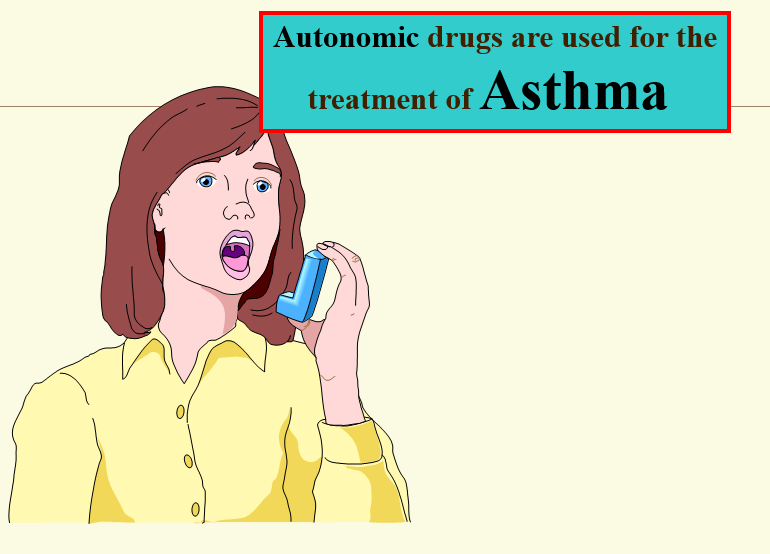 Autonomic drugs are used for the
treatment of Asthma